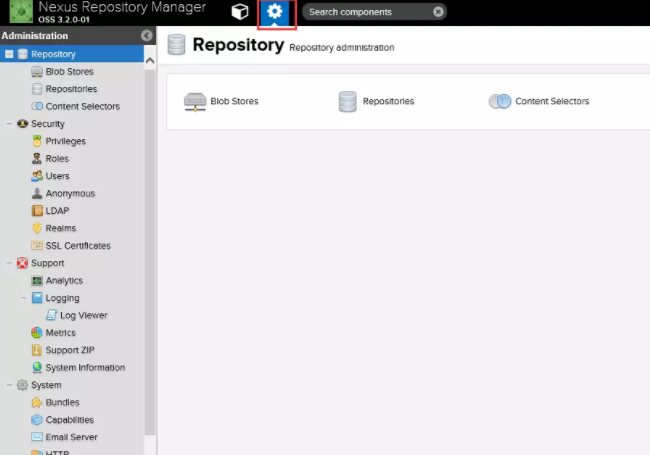 Nexus Repository Manager
OSS 3.2.0-01
Search components
Administration
Repository
Blob Stores
Repositories
Content Selectors
Security
Privileges
Roles
Users
Anonymous
LDAP
Realms
SSL Certificates
Support
Analytics
Logging
Log Viewer
Metrics
Support ZIP
System Information
System
Bundles
Capabilities
Email Server
HTTP
Repository Repository administration
Blob Stores Repositories Content Selectors